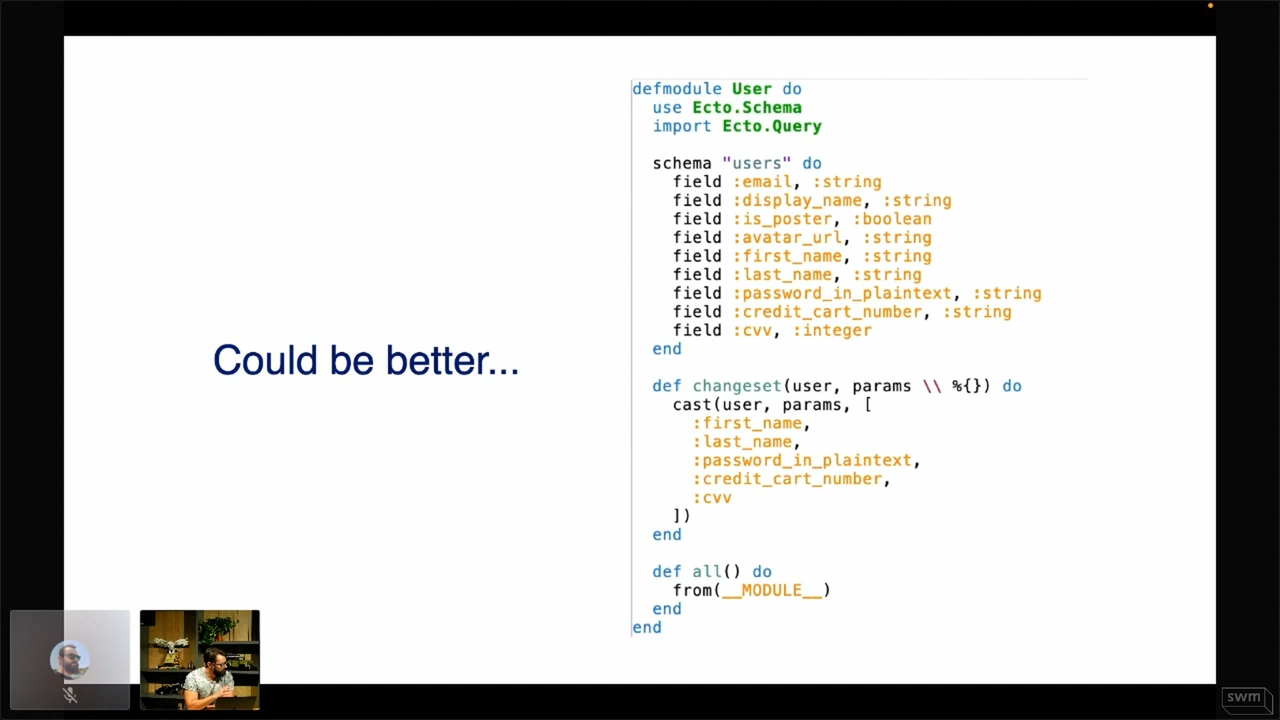 Could be better...
defmodule User do
  use Ecto.Schema
  import Ecto.Query
  schema "users" do
    field :email, :string
    field :display_name, :string
    field :is_poster, :boolean
    field :avatar_url, :string
    field :first_name, :string
    field :last_name, :string
    field :password_in_plaintext, :string
    field :credit_cart_number, :string
    field :cvv, :integer
  end
  def changeset(user, params \\ %{}) do
    cast(user, params, [
      :first_name,
      :last_name,
      :password_in_plaintext,
      :credit_cart_number,
      :cvv
    ])
  end
  def all() do
    from(__MODULE__)
  end
end
swm